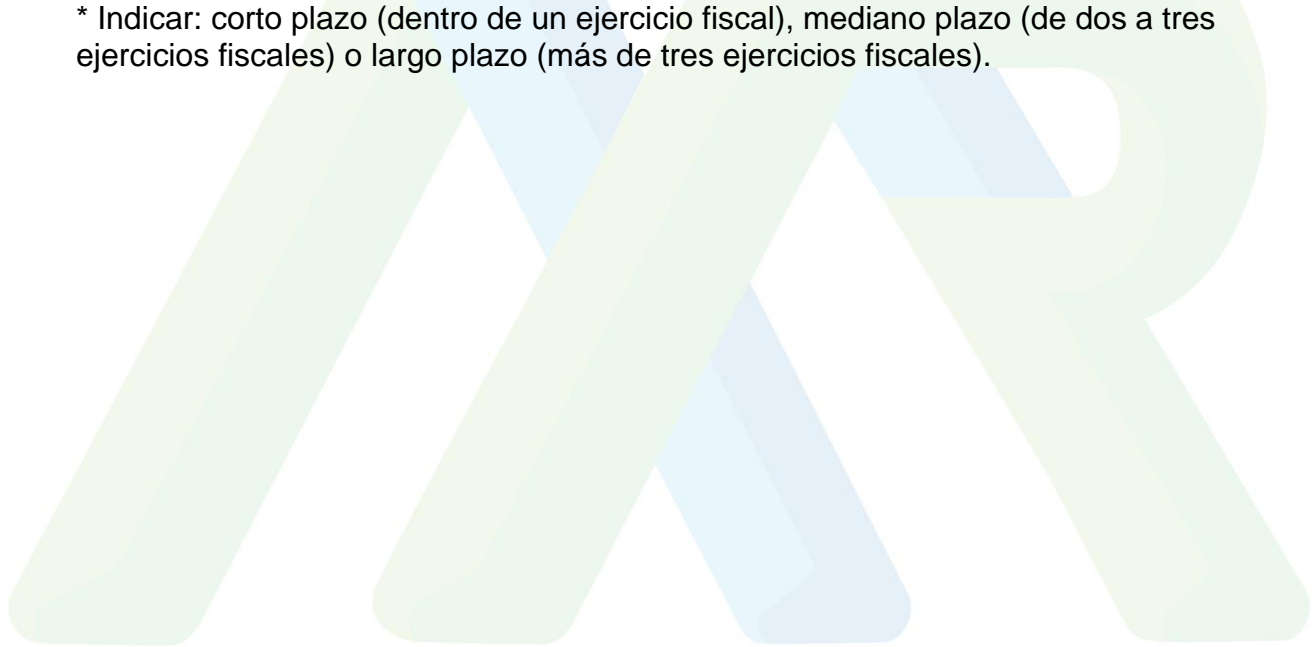 * Indicar: corto plazo (dentro de un ejercicio fiscal), mediano plazo (de dos a tres
ejercicios fiscales) o largo plazo (más de tres ejercicios fiscales).